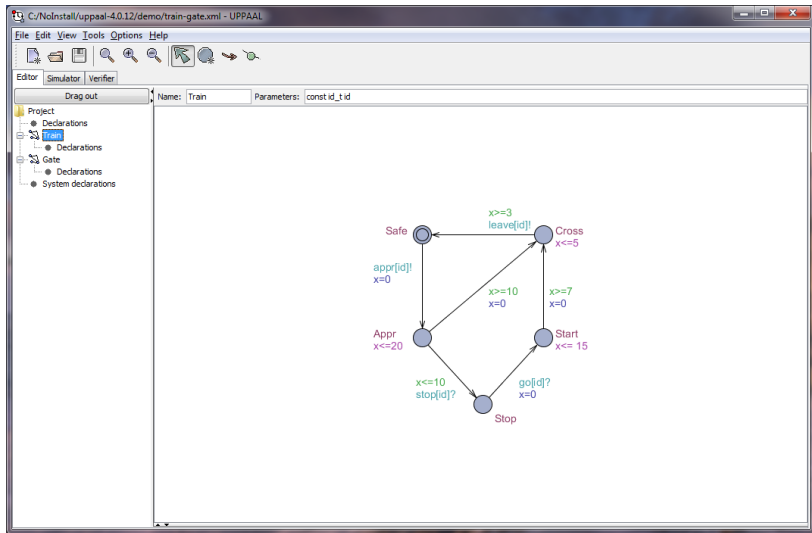 C:/NoInstall/uppaal-4.0.12/demo/train-gate.xml - UPPAAL
File Edit View Tools Options Help
Editor Simulator Verifier
Drag out
Name: Train Parameters: const id_t id
Project
Declarations
Train
Declarations
Gate
Declarations
System declarations
x>=3
leave[id]!
Safe
Cross
x<=5
appr[id]!
x=0
x>=10
x=0
x>=7
x=0
Appr
x<=20
Start
x<= 15
x<=10
stop[id]?
go[id]?
x=0
Stop